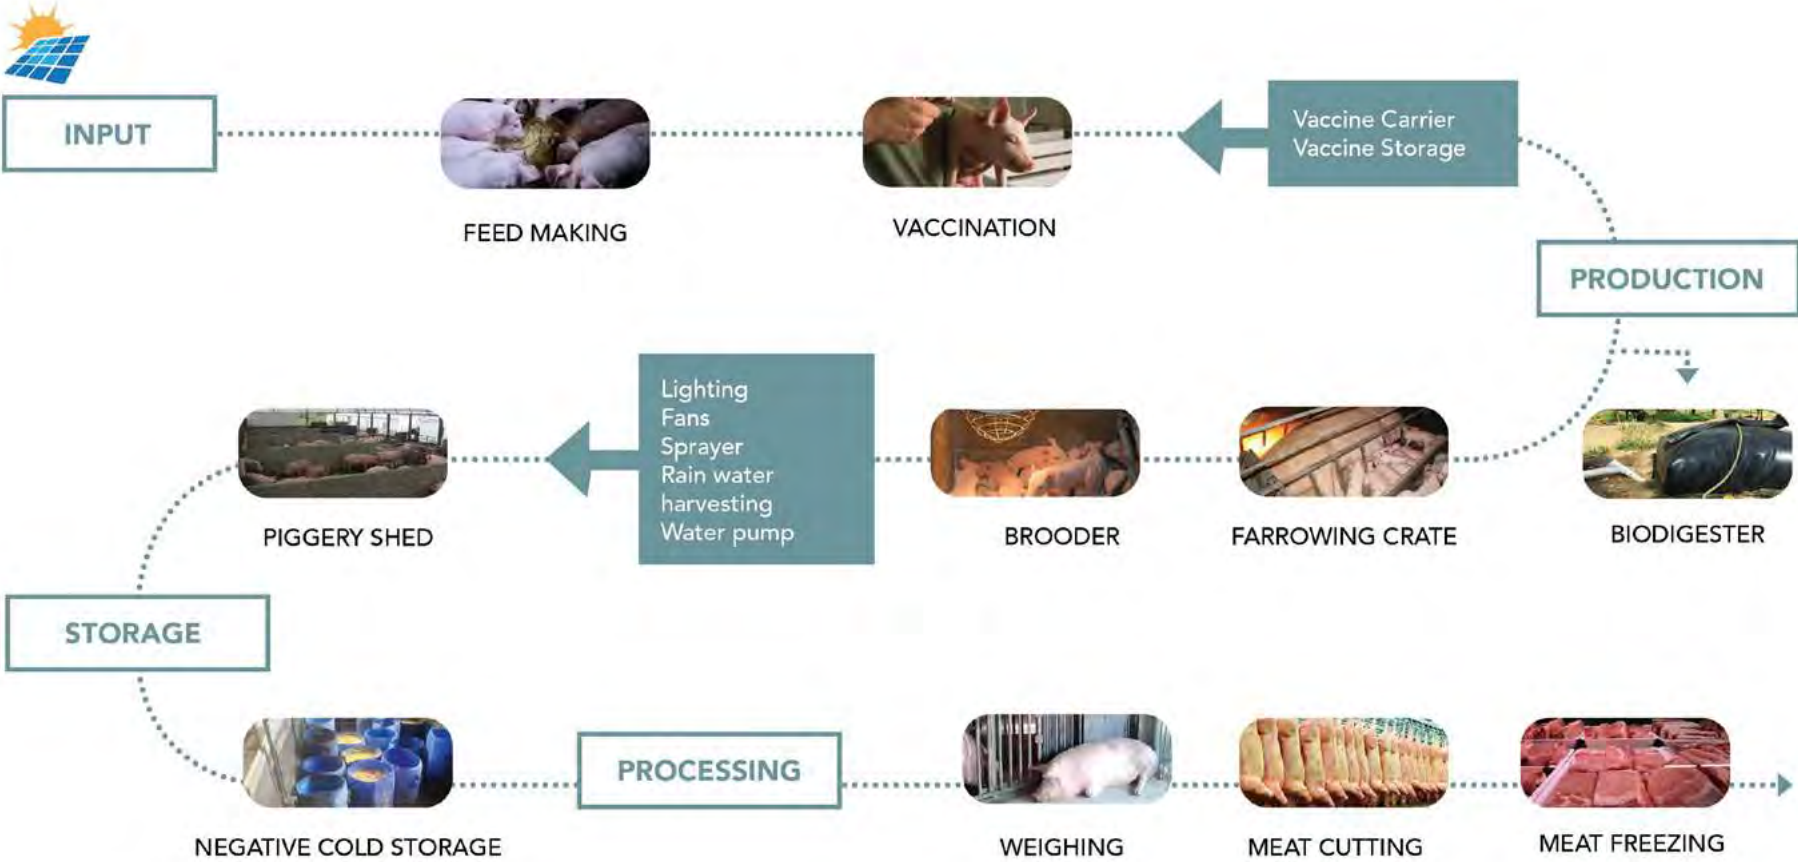 INPUT
FEED MAKING
VACCINATION
Vaccine Carrier
Vaccine Storage
PRODUCTION
PIGGERY SHED
Lighting
Fans
Sprayer
Rain water
harvesting
Water pump
BROODER
FARROWING CRATE
BIODIGESTER
STORAGE
NEGATIVE COLD STORAGE
PROCESSING
WEIGHING
MEAT CUTTING
MEAT FREEZING